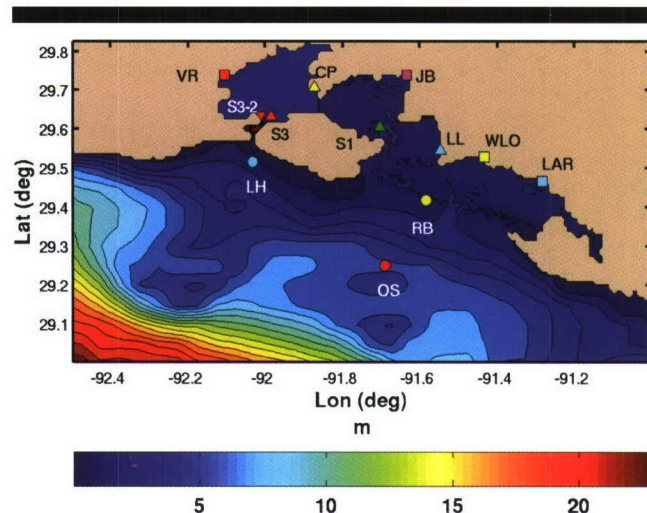 29.8
VR
CP
JB
29.7
S3-2
S3
S1
29.6
LL
WLO
29.5
LH
LAR
29.4
RB
29.3
OS
29.2
29.1
Lat (deg)
-92.4
-92.2
-92
-91.8
-91.6
-91.4
-91.2
Lon (deg)
m
5
10
15
20